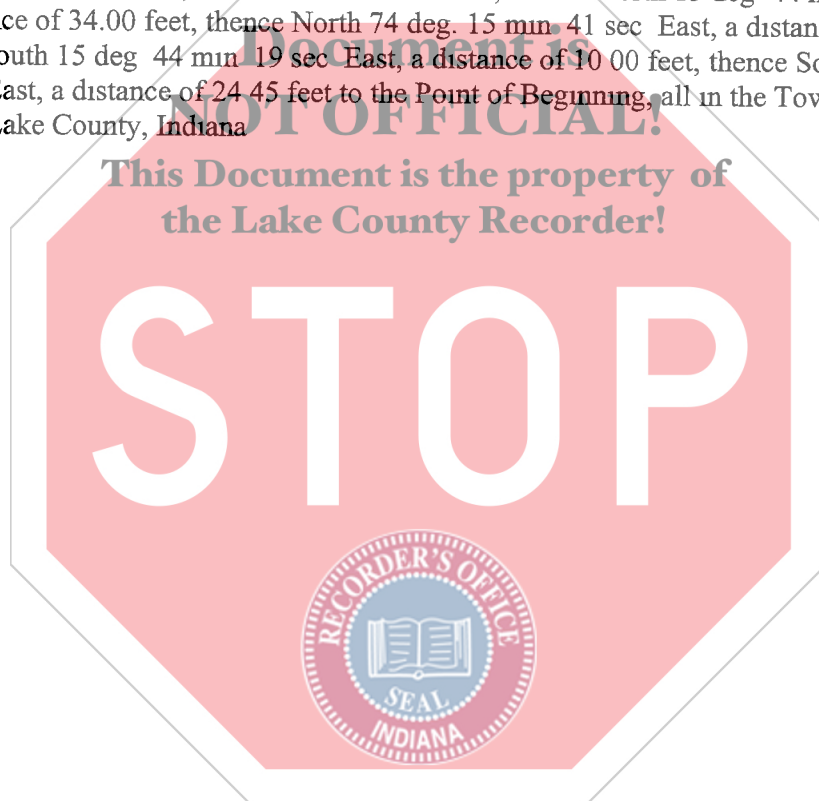 ce of 34.00 feet, thence North 74 deg. 15 min 41 sec East, a distan
outh 15 deg 44 min 19 sec East, a distance of 10 00 feet, thence So
East, a distance of 24 45 feet to the Point of Beginning, all in the Tow
Lake County, Indiana
Document is
NOT OFFICIAL!
This Document is the property of
the Lake County Recorder!
STOP
RECORDER'S OFFICE
SEAL
INDIANA